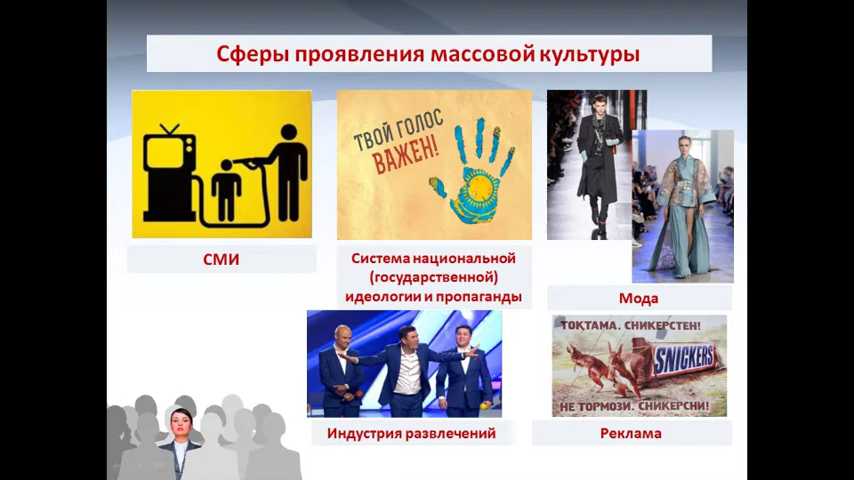 Сферы проявления массовой культуры
ТВОЙ ГОЛОС
ВАЖЕН!
СМИ
Система национальной
(государственной)
идеологии и пропаганды
Мода
ТОҚТАМА. СНИКЕРСТЕН!
SNICKERS
НЕ ТОРМОЗИ. СНИКЕРСНИ!
Индустрия развлечений
Реклама